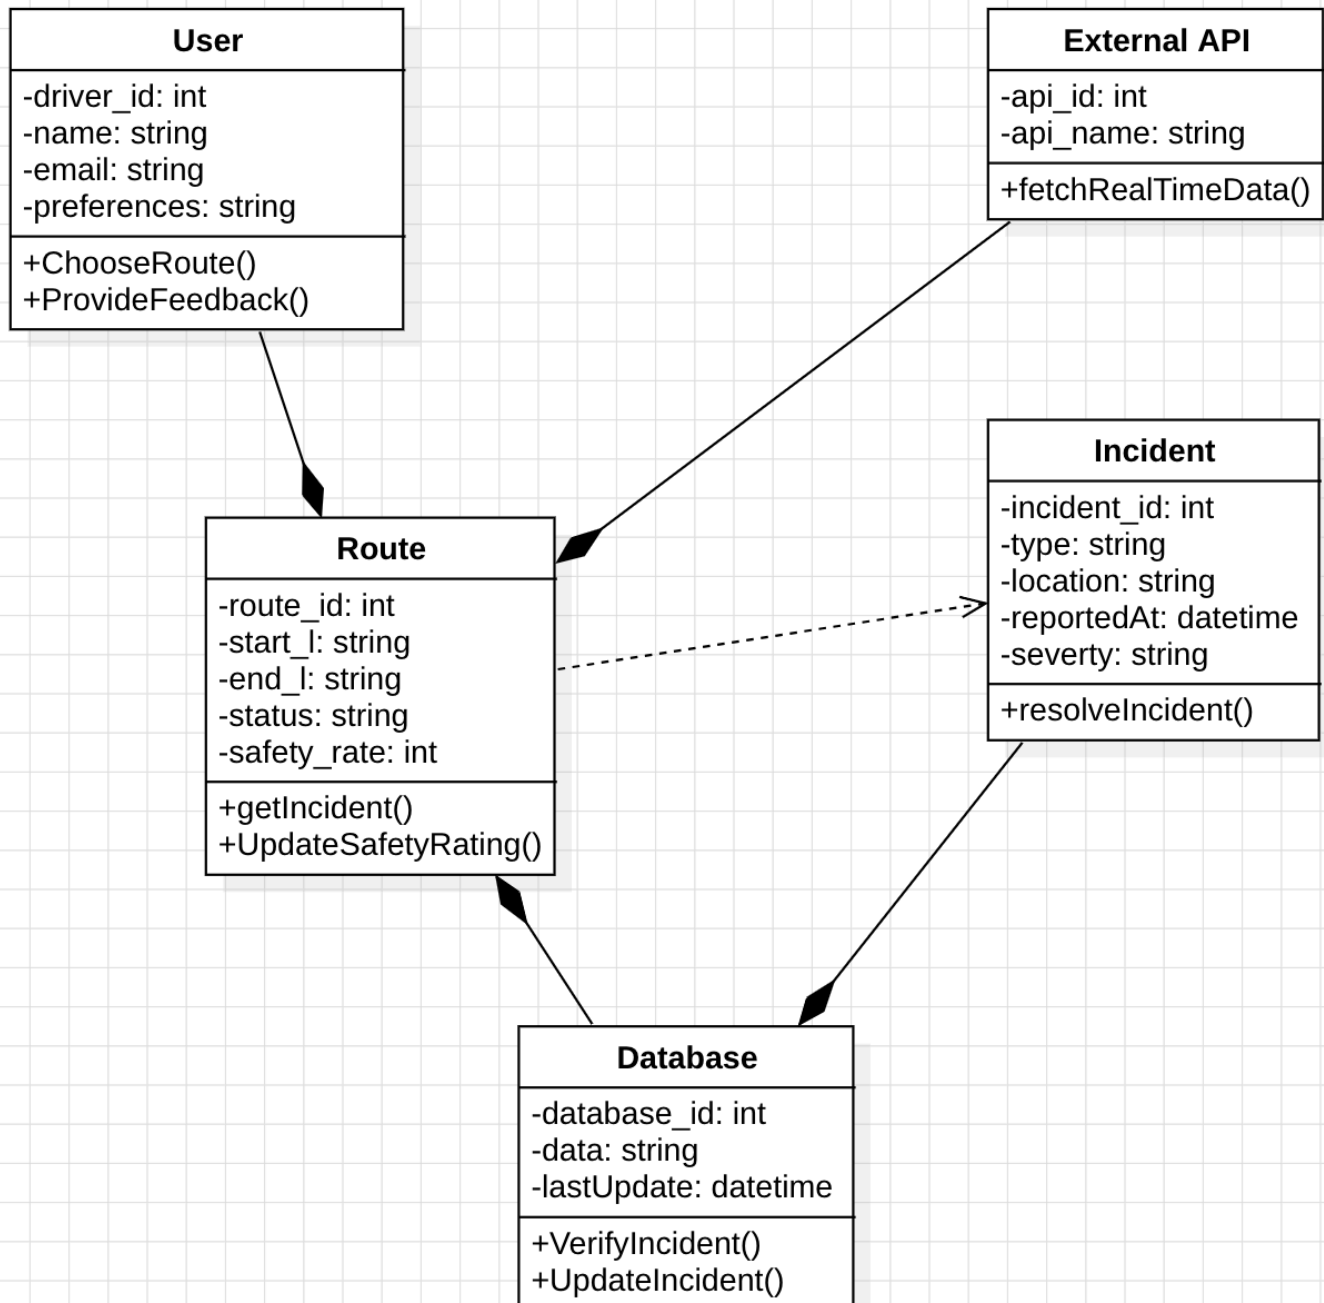 User
-driver_id: int
-name: string
-email: string
-preferences: string
+ChooseRoute()
+ProvideFeedback()
External API
-api_id: int
-api_name: string
+fetchRealTimeData()
Incident
-incident_id: int
-type: string
-location: string
-reportedAt: datetime
-severty: string
+resolveIncident()
Route
-route_id: int
-start_l: string
-end_l: string
-status: string
-safety_rate: int
+getIncident()
+UpdateSafetyRating()
Database
-database_id: int
-data: string
-lastUpdate: datetime
+VerifyIncident()
+UpdateIncident()